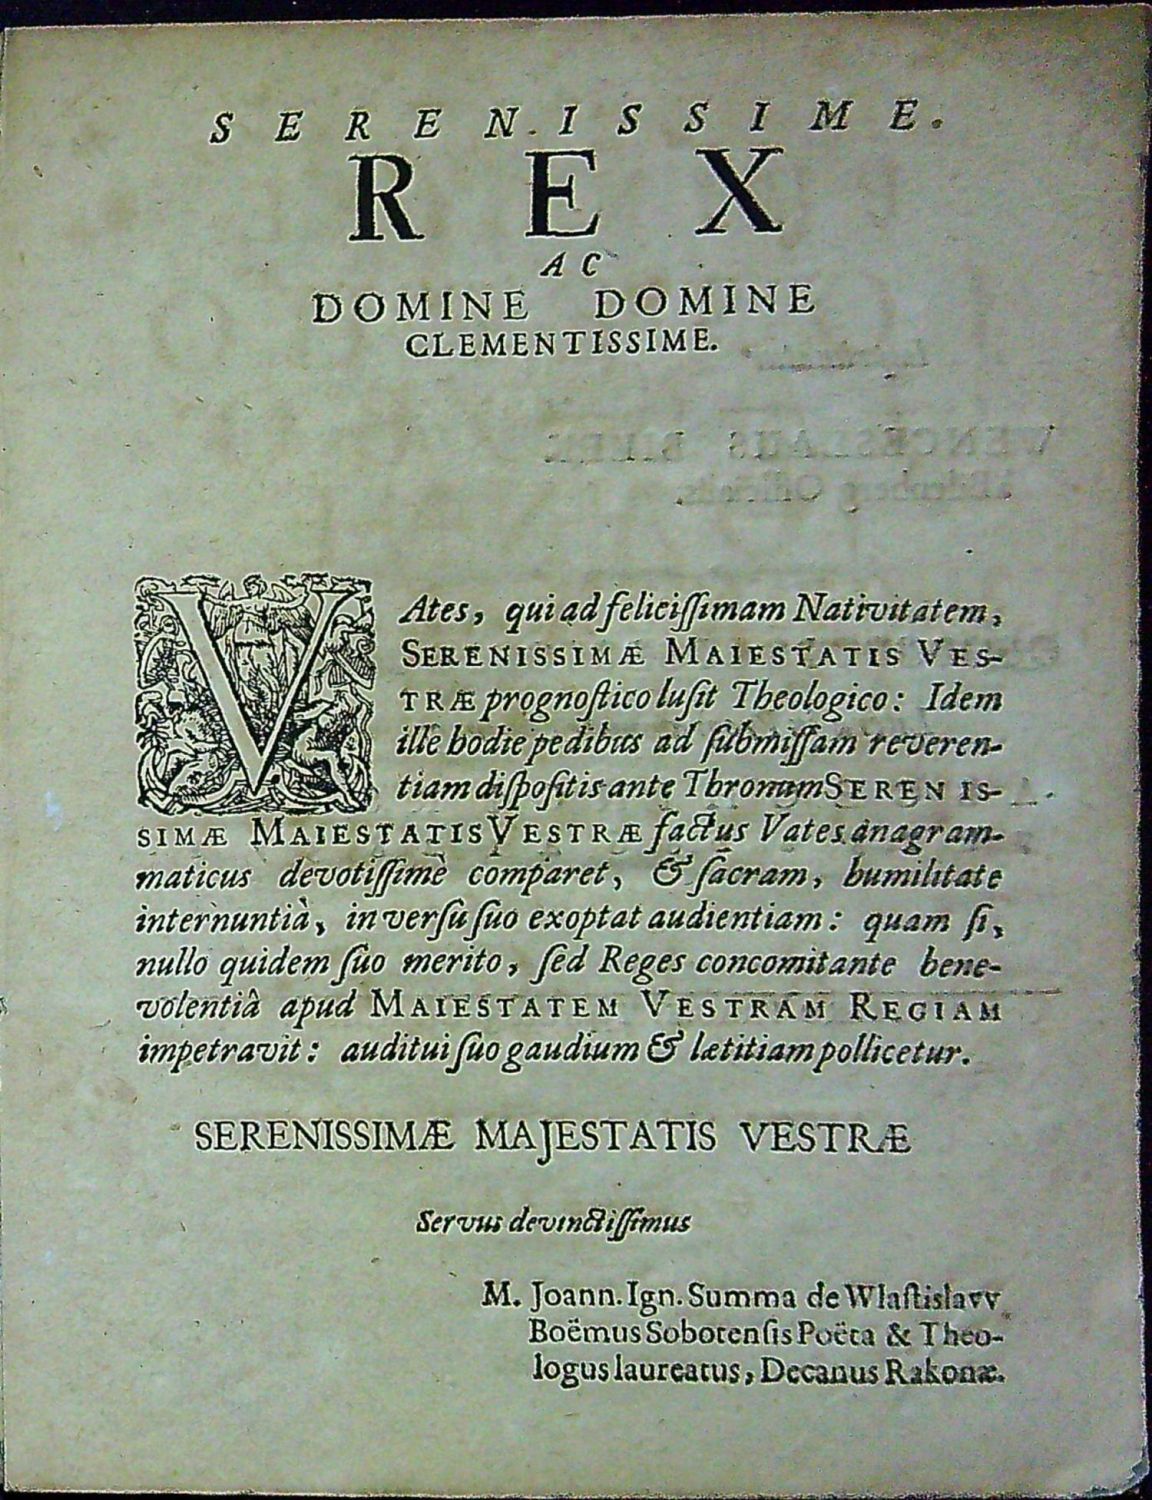 SERENISSIME.
REX
AC
DOMINE DOMINE
CLEMENTISSIME.
VAtes, qui ad feliciſſimam Nativitatem,
SERENISSIMÆ MAIESTATIS VES-
TRÆ prognoſtico luſit Theologico: Idem
ille hodie pedibus ad ſubmiſſam reveren-
tiam diſpoſitis ante Thronum SERENIS-
SIMÆ MAIESTATIS VESTRÆ factus Vates anagram-
maticus devotiſſimè comparet, & ſacram, humilitate
internuntiâ, in verſu ſuo exoptat audientiam: quam ſi,
nullo quidem ſuo merito, ſed Reges concomitante bene-
volentiâ apud MAIESTATEM VESTRAM REGIAM
impetravit: auditui ſuo gaudium & lætitiam pollicetur.
SERENISSIMÆ MAJESTATIS VESTRÆ
Servus devinctiſſimus
M. Joann. Ign. Summa de Wlaſtislavv
Boëmus Sobotenſis Poëta & Theo-
logus laureatus, Decanus Rakonæ.